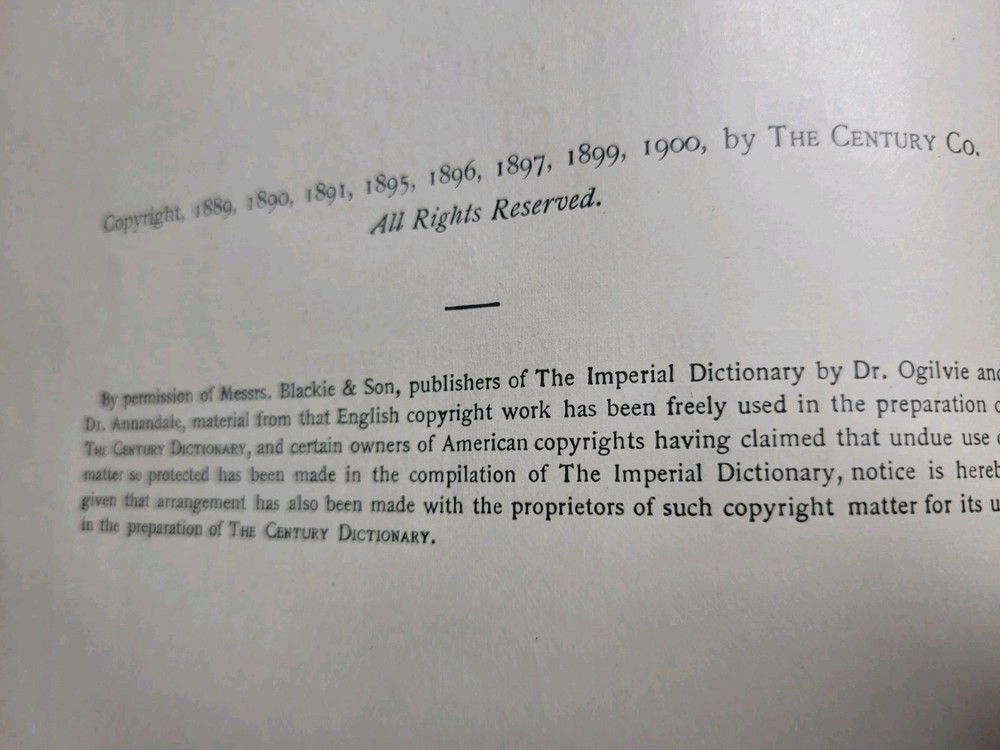 Copyright, 1889, 1890, 1891, 1895, 1896, 1897, 1899, 1900, by THE CENTURY CO.
All Rights Reserved.
By permission of Messrs. Blackie & Son, publishers of The Imperial Dictionary by Dr. Ogilvie and
Dr. Annandale, material from that English copyright work has been freely used in the preparation
THE CENTURY DICTIONARY, and certain owners of American copyrights having claimed that undue use
matter so protected has been made in the compilation of The Imperial Dictionary, notice is hereb
given that arrangement has also been made with the proprietors of such copyright matter for its u
in the preparation of THE CENTURY DICTIONARY.